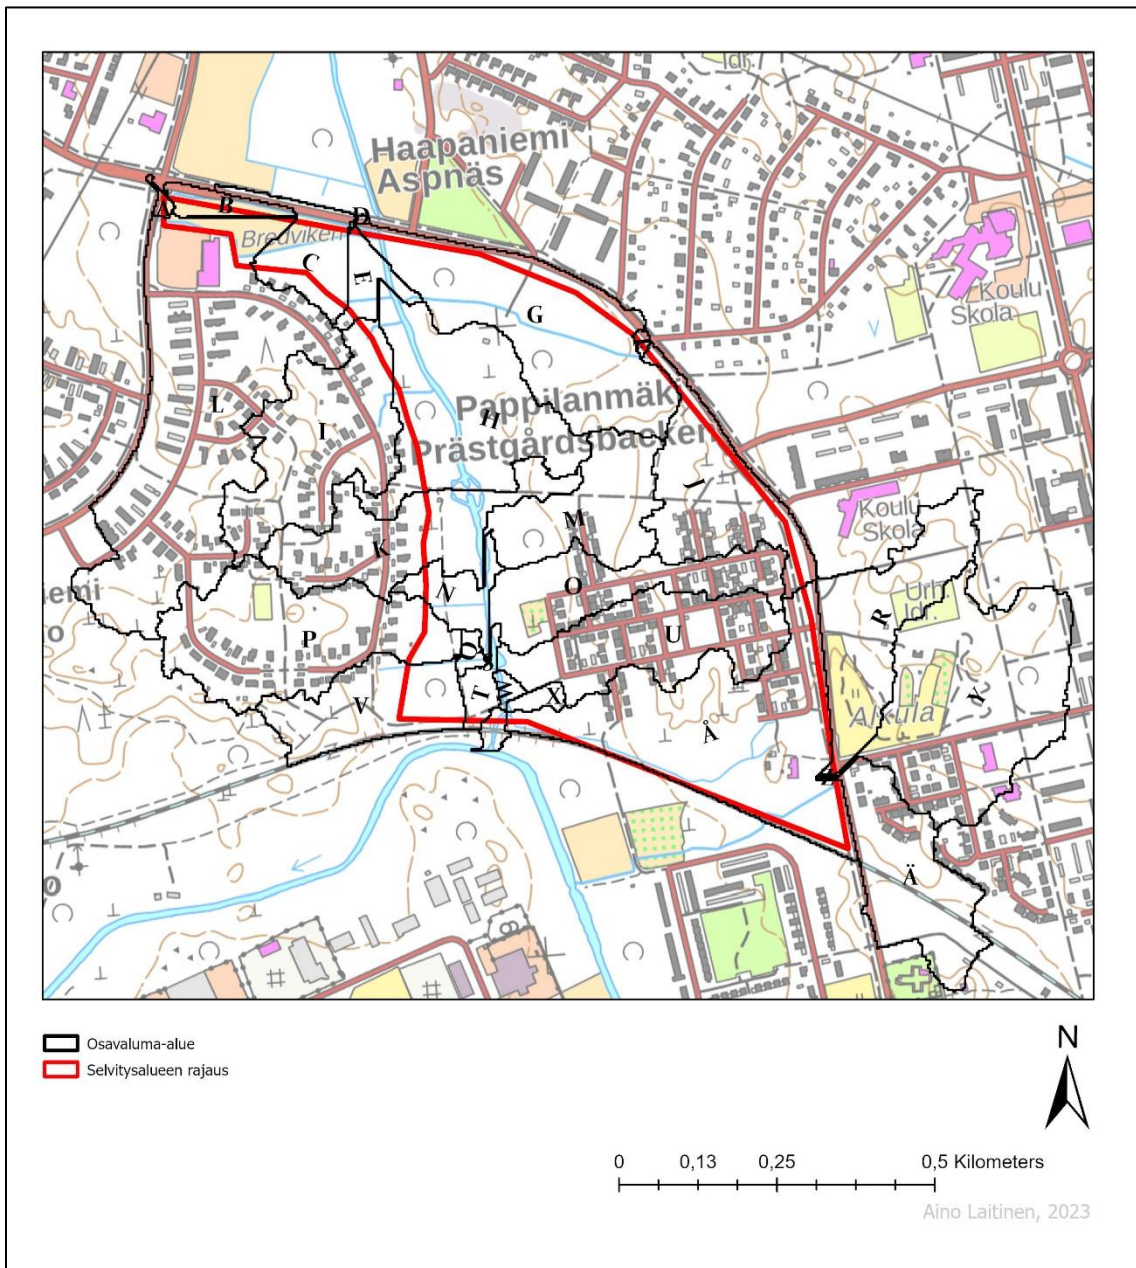 Haapaniemi
Aspnäs
A
B
D
Bredviken
C
E
G
Koulu
Skola
F
L
I
H
Pappilanmäki
Prästgårdsbacken
J
M
Koulu
Skola
K
N
O
Urh
R
P
U
Q
T
W
X
V
Alkula
Y
Å
Z
Ä
Osavaluma-alue
Selvitysalueen rajaus
N
0 0,13 0,25 0,5 Kilometers
Aino Laitinen, 2023